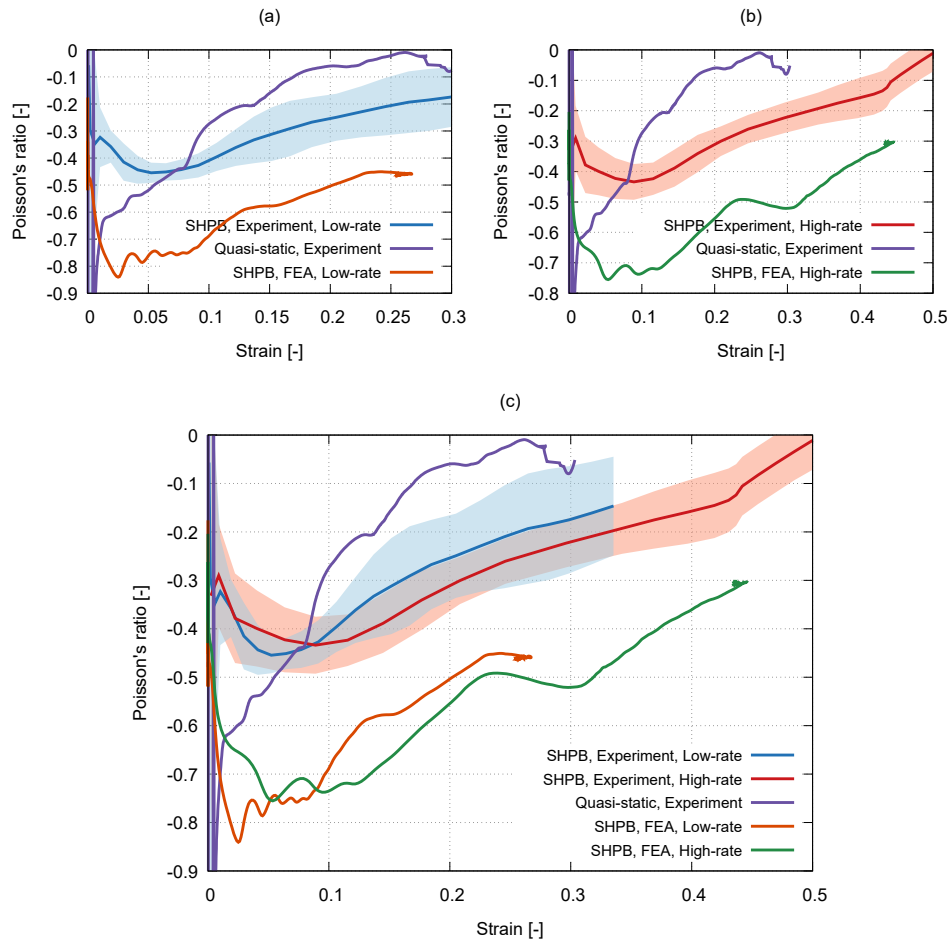 (a)
0
-0.1
-0.2
-0.3
-0.4
-0.5
-0.6
-0.7
-0.8
-0.9
Poisson's ratio [-]
SHPB, Experiment, Low-rate
Quasi-static, Experiment
SHPB, FEA, Low-rate
0 0.05 0.1 0.15 0.2 0.25 0.3
Strain [-]
(b)
0
-0.1
-0.2
-0.3
-0.4
-0.5
-0.6
-0.7
-0.8
Poisson's ratio [-]
SHPB, Experiment, High-rate
Quasi-static, Experiment
SHPB, FEA, High-rate
0 0.1 0.2 0.3 0.4 0.5
Strain [-]
(c)
0
-0.1
-0.2
-0.3
-0.4
-0.5
-0.6
-0.7
-0.8
-0.9
Poisson's ratio [-]
SHPB, Experiment, Low-rate
SHPB, Experiment, High-rate
Quasi-static, Experiment
SHPB, FEA, Low-rate
SHPB, FEA, High-rate
0 0.1 0.2 0.3 0.4 0.5
Strain [-]